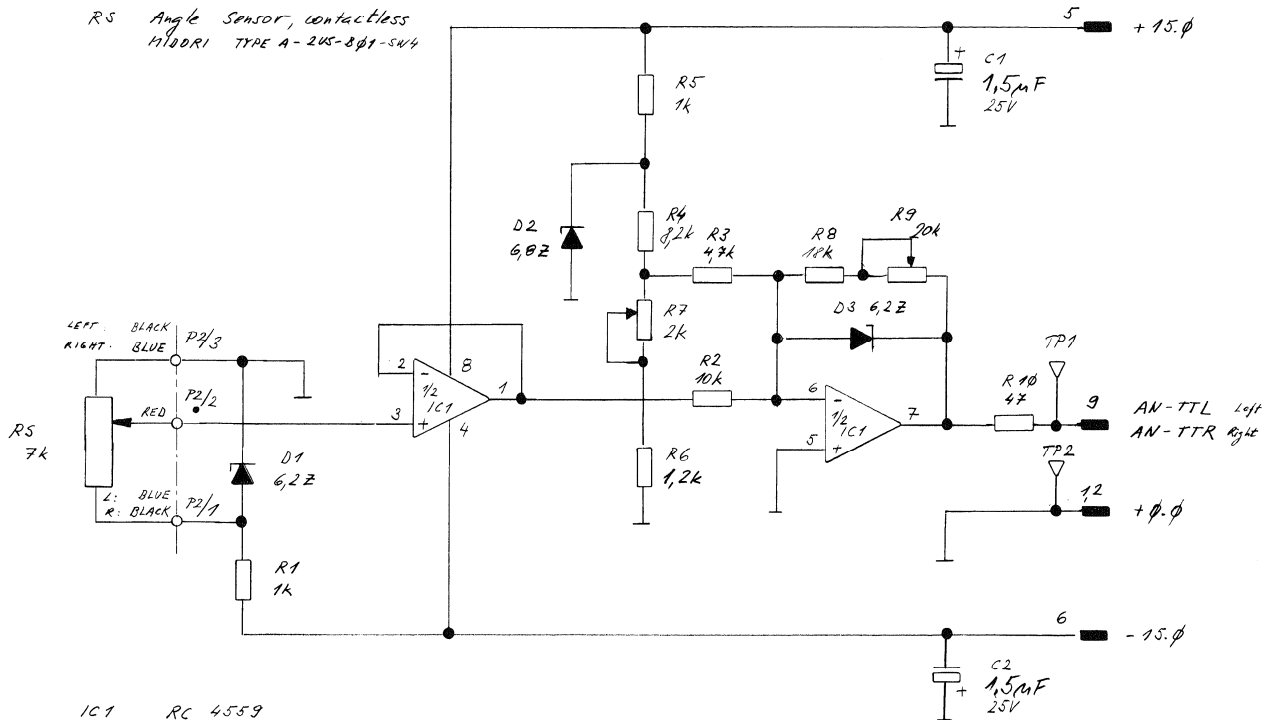 RS Angle Sensor, contactless
MIDORI TYPE A-2US-8Ø1-SW4
5
+15.Ø
C1
1,5µF
25V
+
R5
1k
D2
6,8Z
R4
8,2k
R3
4,7k
R8
18k
R9
20k
R7
2k
D3 6,2Z
LEFT: BLACK
RIGHT: BLUE
P2/3
P2/2
RED
RS
7k
L: BLUE
R: BLACK
P2/1
D1
6,2Z
2
-
8
1/2
IC1
1
3
+
4
R2
10k
6
-
1/2
IC1
7
5
+
R1Ø
47
TP1
9
AN-TTL Left
AN-TTR Right
TP2
1,2
+Ø.Ø
R6
1,2k
R1
1k
6
-15.Ø
C2
1,5µF
25V
+
IC1 RC 4559